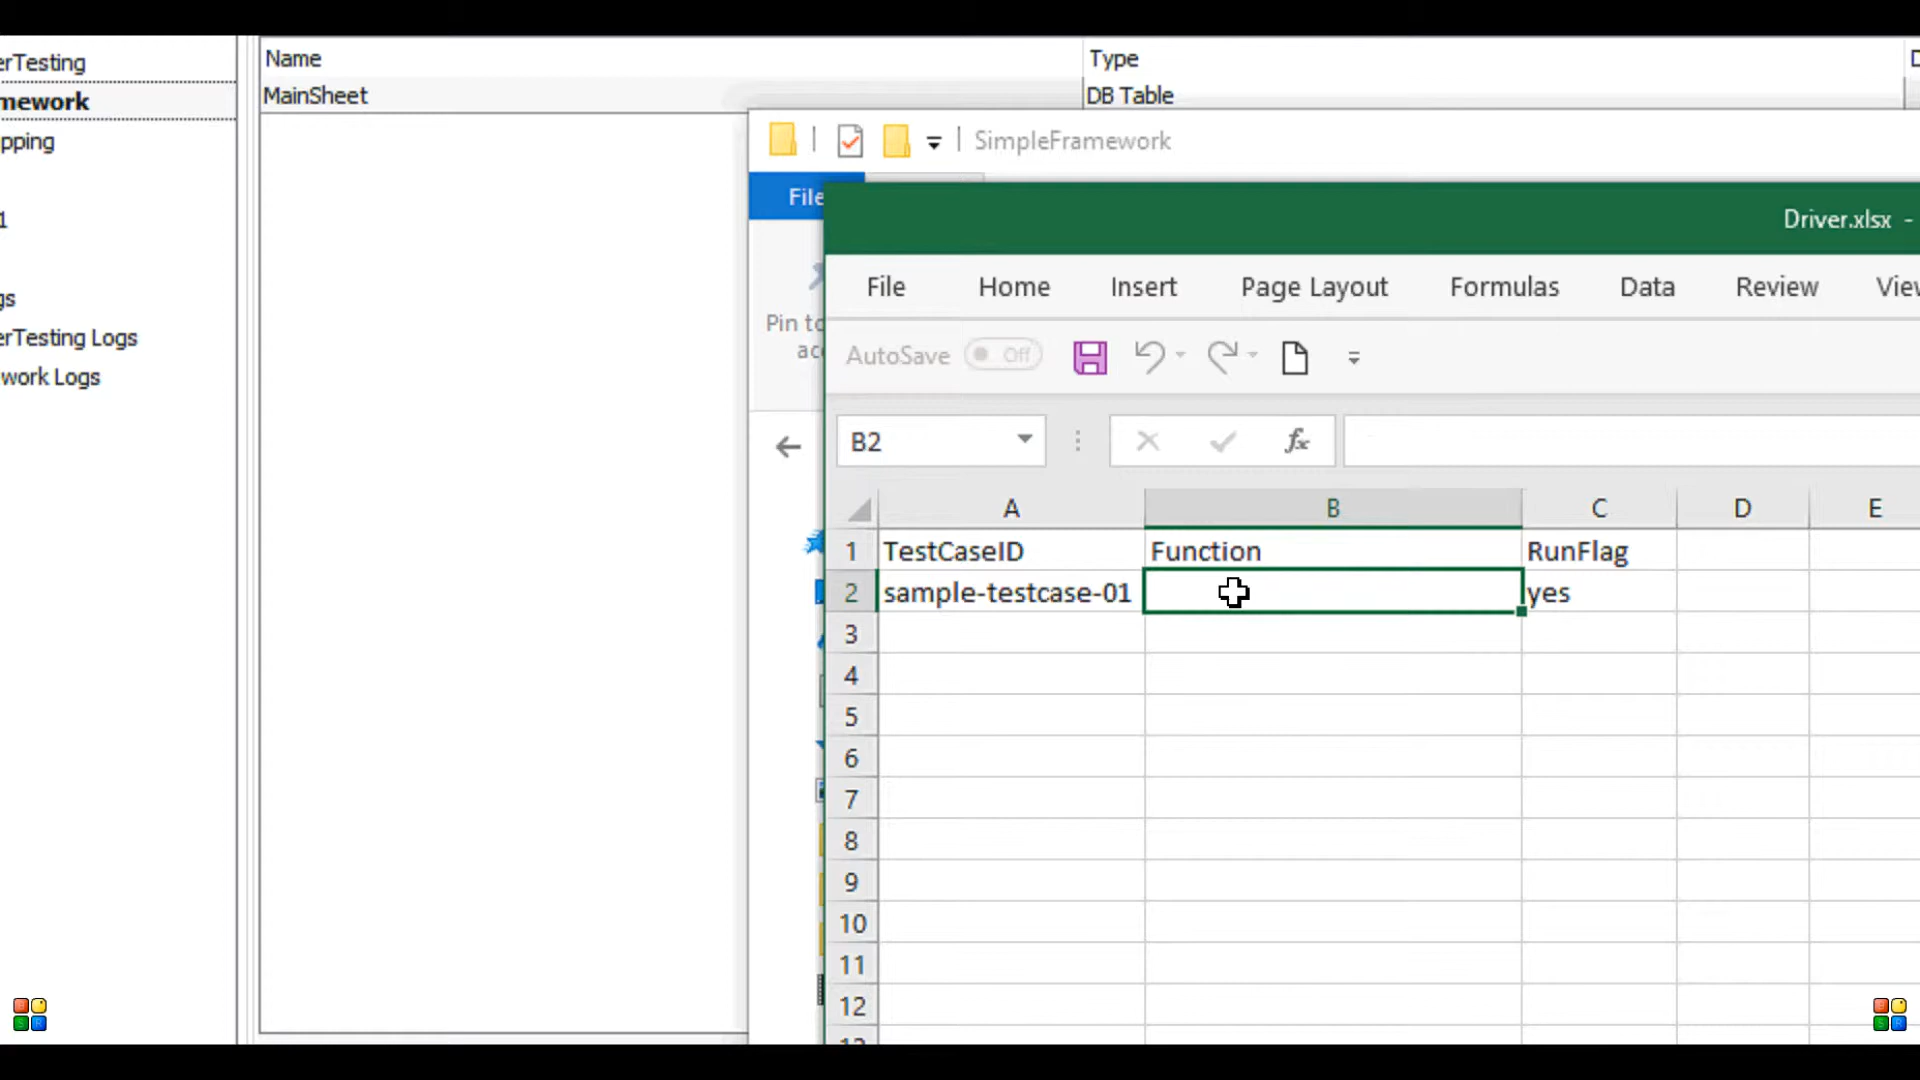 erTesting
mework
pping
1
gs
erTesting Logs
work Logs
Name
Type
MainSheet
DB Table
SimpleFramework
File
Pin to
acc
Driver.xlsx -
File
Home
Insert
Page Layout
Formulas
Data
Review
View
AutoSave
Off
B2
fx
A
B
C
D
E
1
TestCaseID
Function
RunFlag
2
sample-testcase-01
yes
3
4
5
6
7
8
9
10
11
12